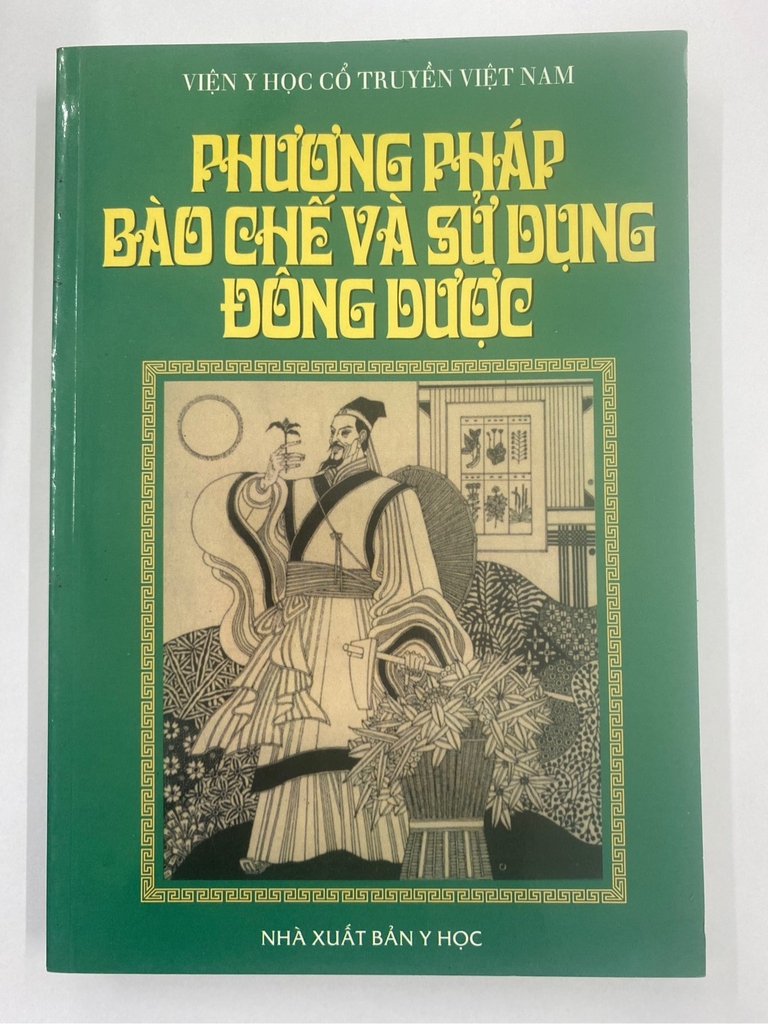 VIỆN Y HỌC CỔ TRUYỀN VIỆT NAM
PHƯƠNG PHÁP
BÀO CHẾ VÀ SỬ DỤNG
ĐÔNG DƯỢC
NHÀ XUẤT BẢN Y HỌC